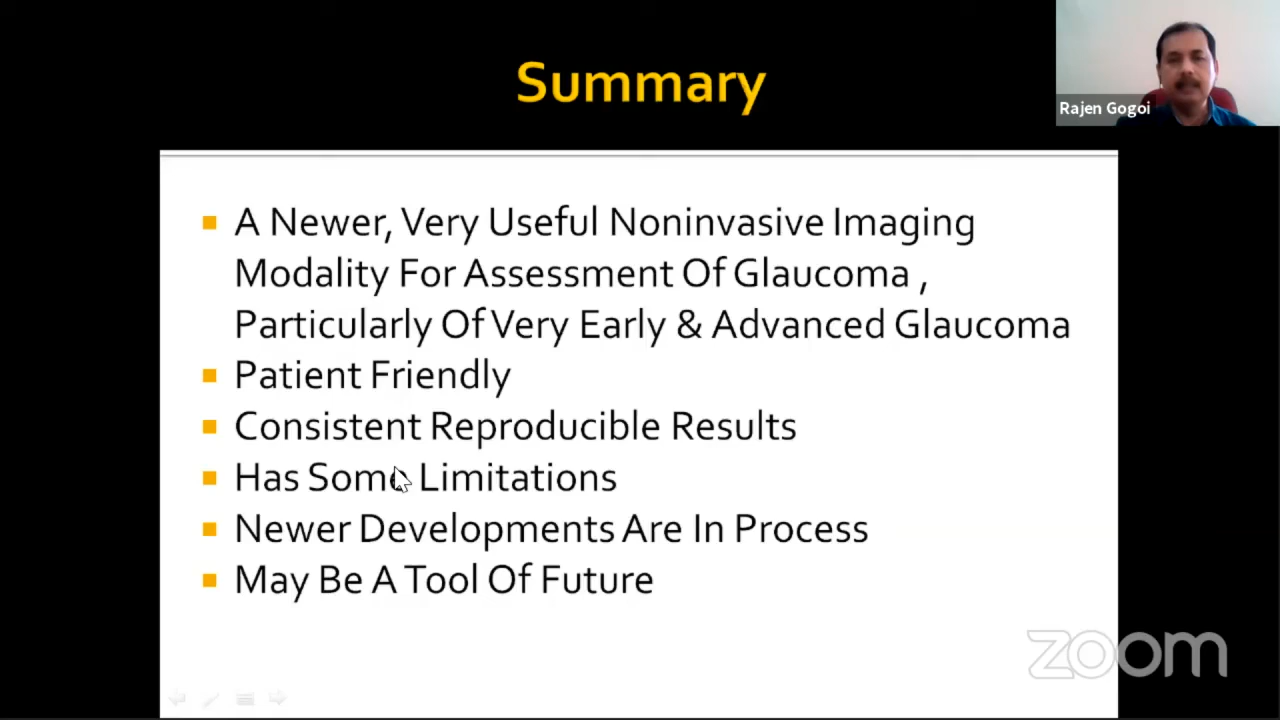 Summary
Rajen Gogoi
A Newer, Very Useful Noninvasive Imaging
Modality For Assessment Of Glaucoma ,
Particularly Of Very Early & Advanced Glaucoma
Patient Friendly
Consistent Reproducible Results
Has Some Limitations
Newer Developments Are In Process
May Be A Tool Of Future
zoom